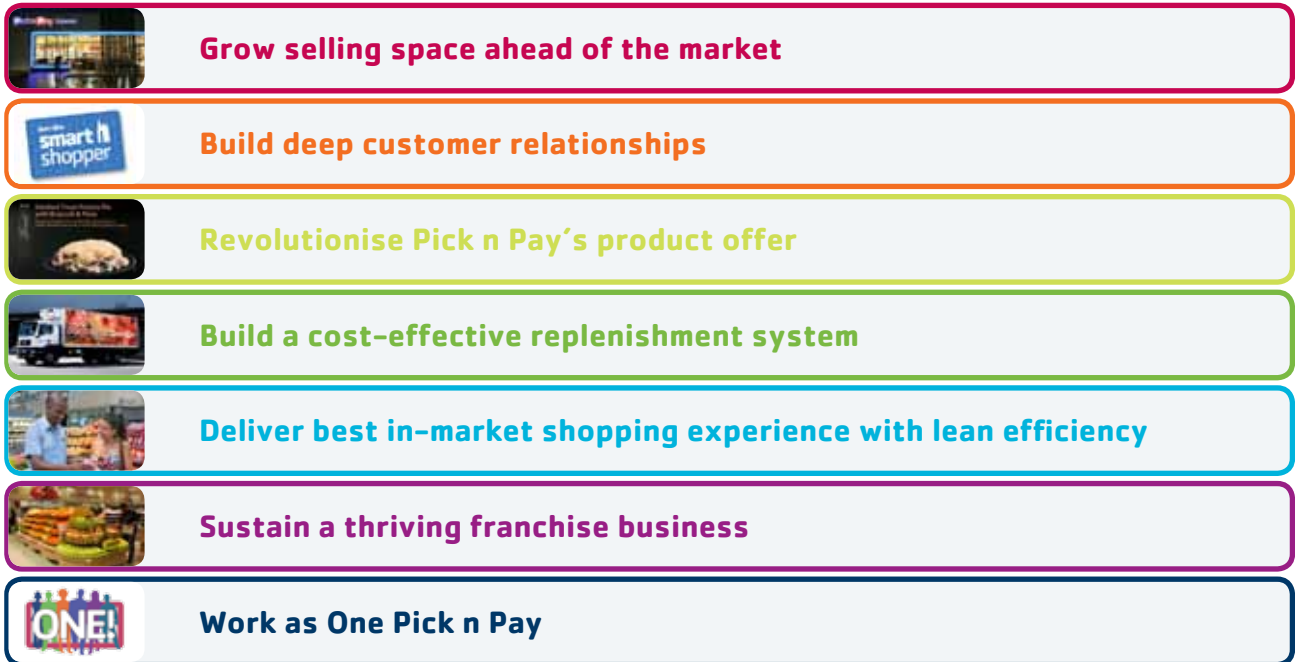 Grow selling space ahead of the market
smart
shopper
Build deep customer relationships
Revolutionise Pick n Pay´s product offer
Build a cost-effective replenishment system
Deliver best in-market shopping experience with lean efficiency
Sustain a thriving franchise business
ONE!
Work as One Pick n Pay